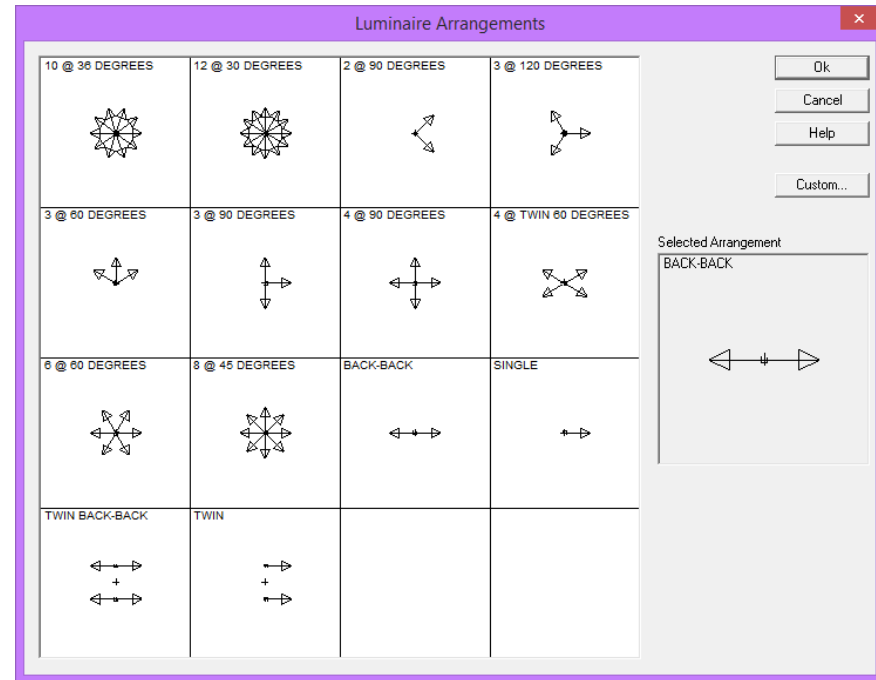 Luminaire Arrangements
10 @ 36 DEGREES
12 @ 30 DEGREES
2 @ 90 DEGREES
3 @ 120 DEGREES
3 @ 60 DEGREES
3 @ 90 DEGREES
4 @ 90 DEGREES
4 @ TWIN 60 DEGREES
6 @ 60 DEGREES
8 @ 45 DEGREES
BACK-BACK
SINGLE
TWIN BACK-BACK
TWIN
Ok
Cancel
Help
Custom...
Selected Arrangement
BACK-BACK